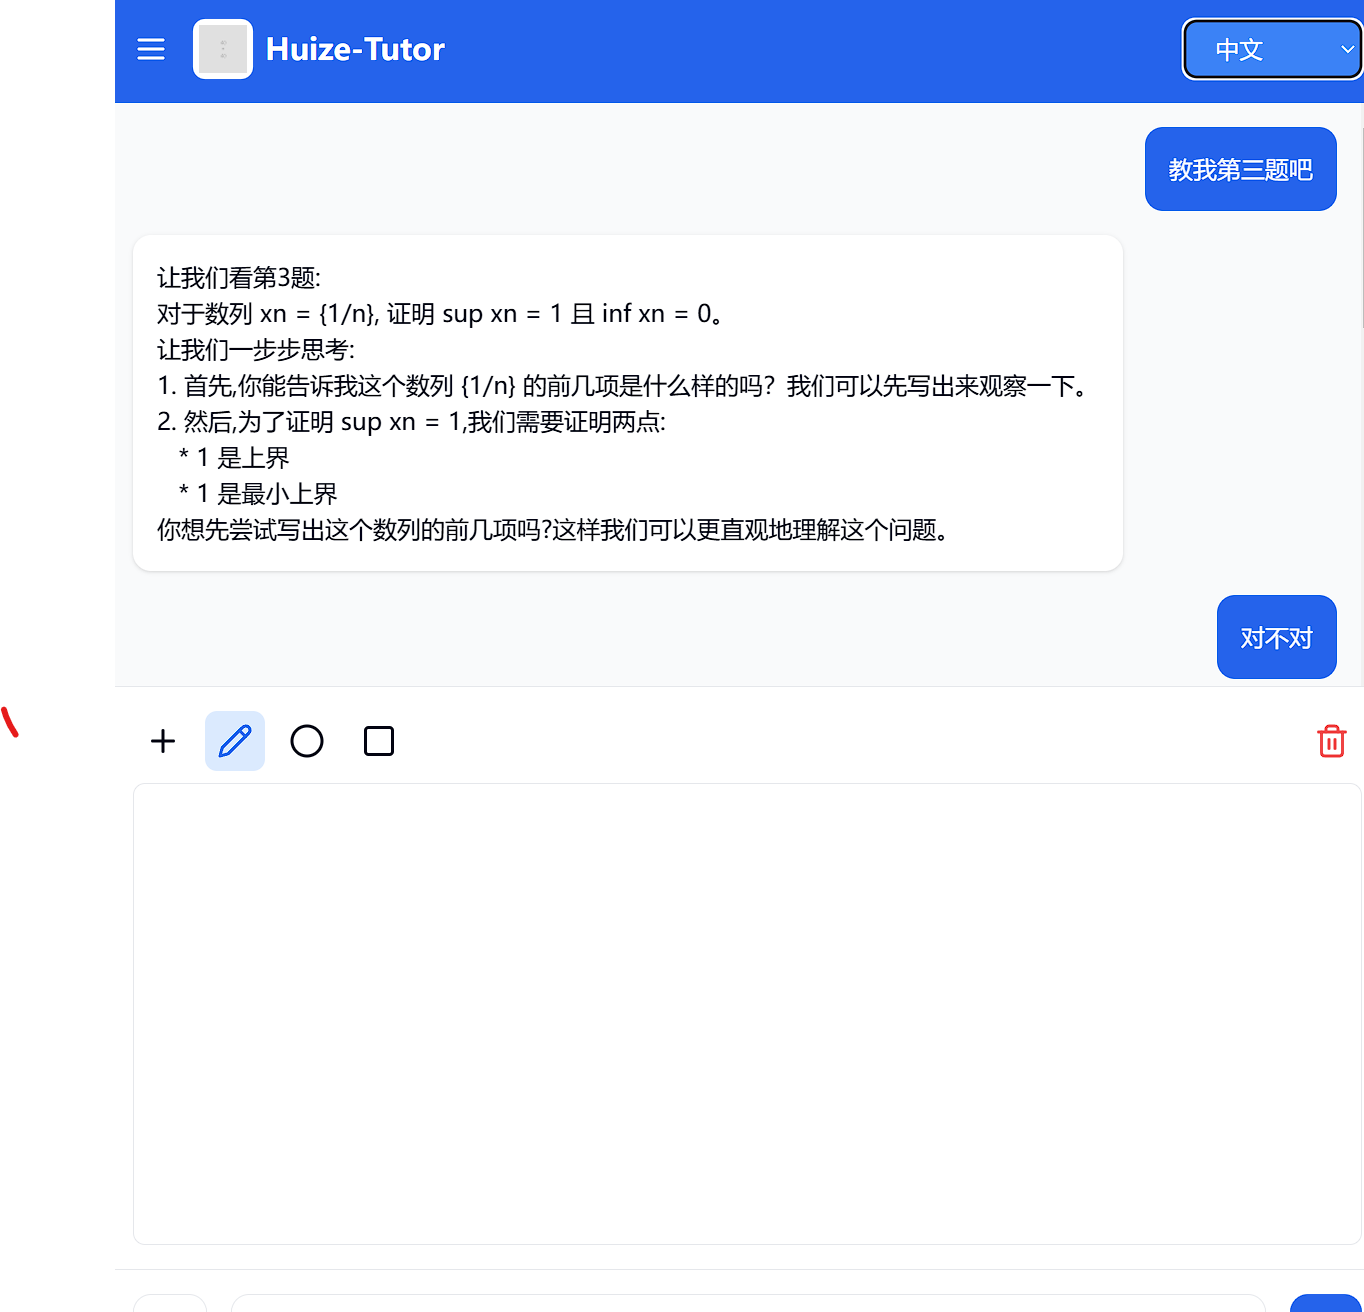 Huize-Tutor
中文
教我第三题吧
让我们看第3题:
对于数列 xn = {1/n}, 证明 sup xn = 1 且 inf xn = 0。
让我们一步步思考:
1. 首先,你能告诉我这个数列 {1/n} 的前几项是什么样的吗？我们可以先写出来观察一下。
2. 然后,为了证明 sup xn = 1,我们需要证明两点:
* 1 是上界
* 1 是最小上界
你想先尝试写出这个数列的前几项吗?这样我们可以更直观地理解这个问题。
对不对